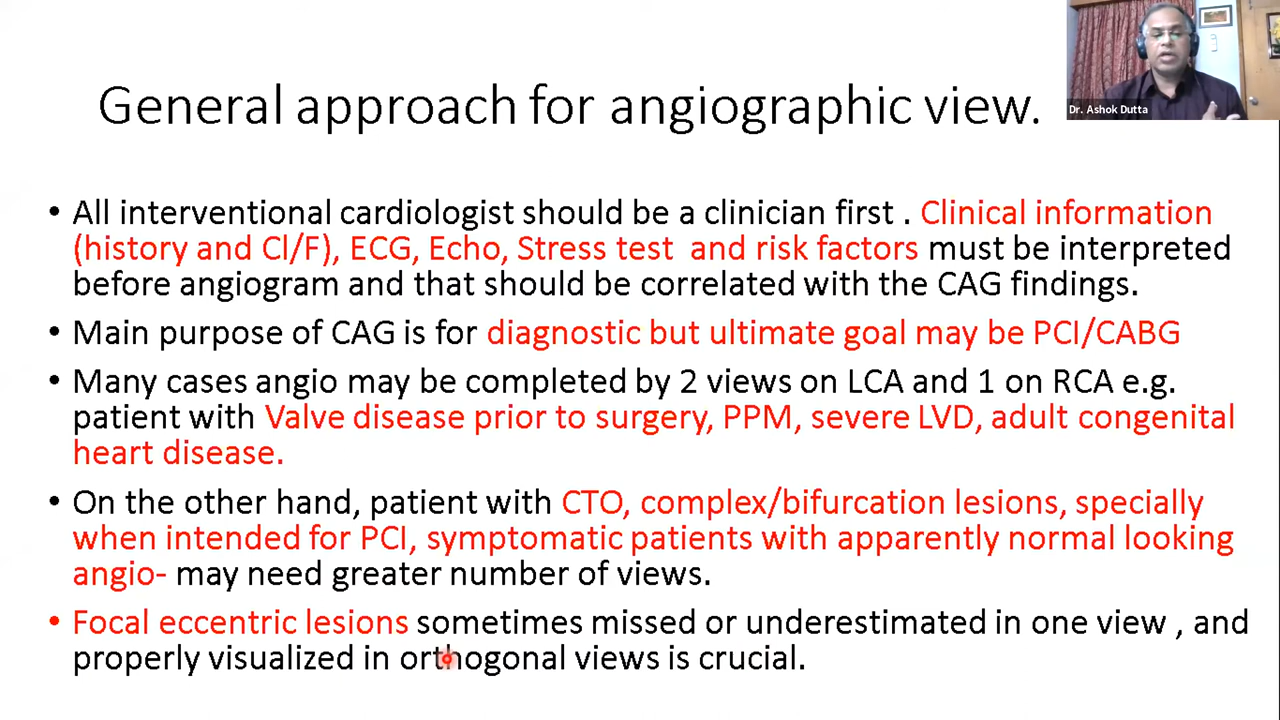 Dr. Ashok Dutta
General approach for angiographic view.
• All interventional cardiologist should be a clinician first . Clinical information
(history and Cl/F), ECG, Echo, Stress test and risk factors must be interpreted
before angiogram and that should be correlated with the CAG findings.
• Main purpose of CAG is for diagnostic but ultimate goal may be PCI/CABG
• Many cases angio may be completed by 2 views on LCA and 1 on RCA e.g.
patient with Valve disease prior to surgery, PPM, severe LVD, adult congenital
heart disease.
• On the other hand, patient with CTO, complex/bifurcation lesions, specially
when intended for PCI, symptomatic patients with apparently normal looking
angio- may need greater number of views.
• Focal eccentric lesions sometimes missed or underestimated in one view , and
properly visualized in orthogonal views is crucial.